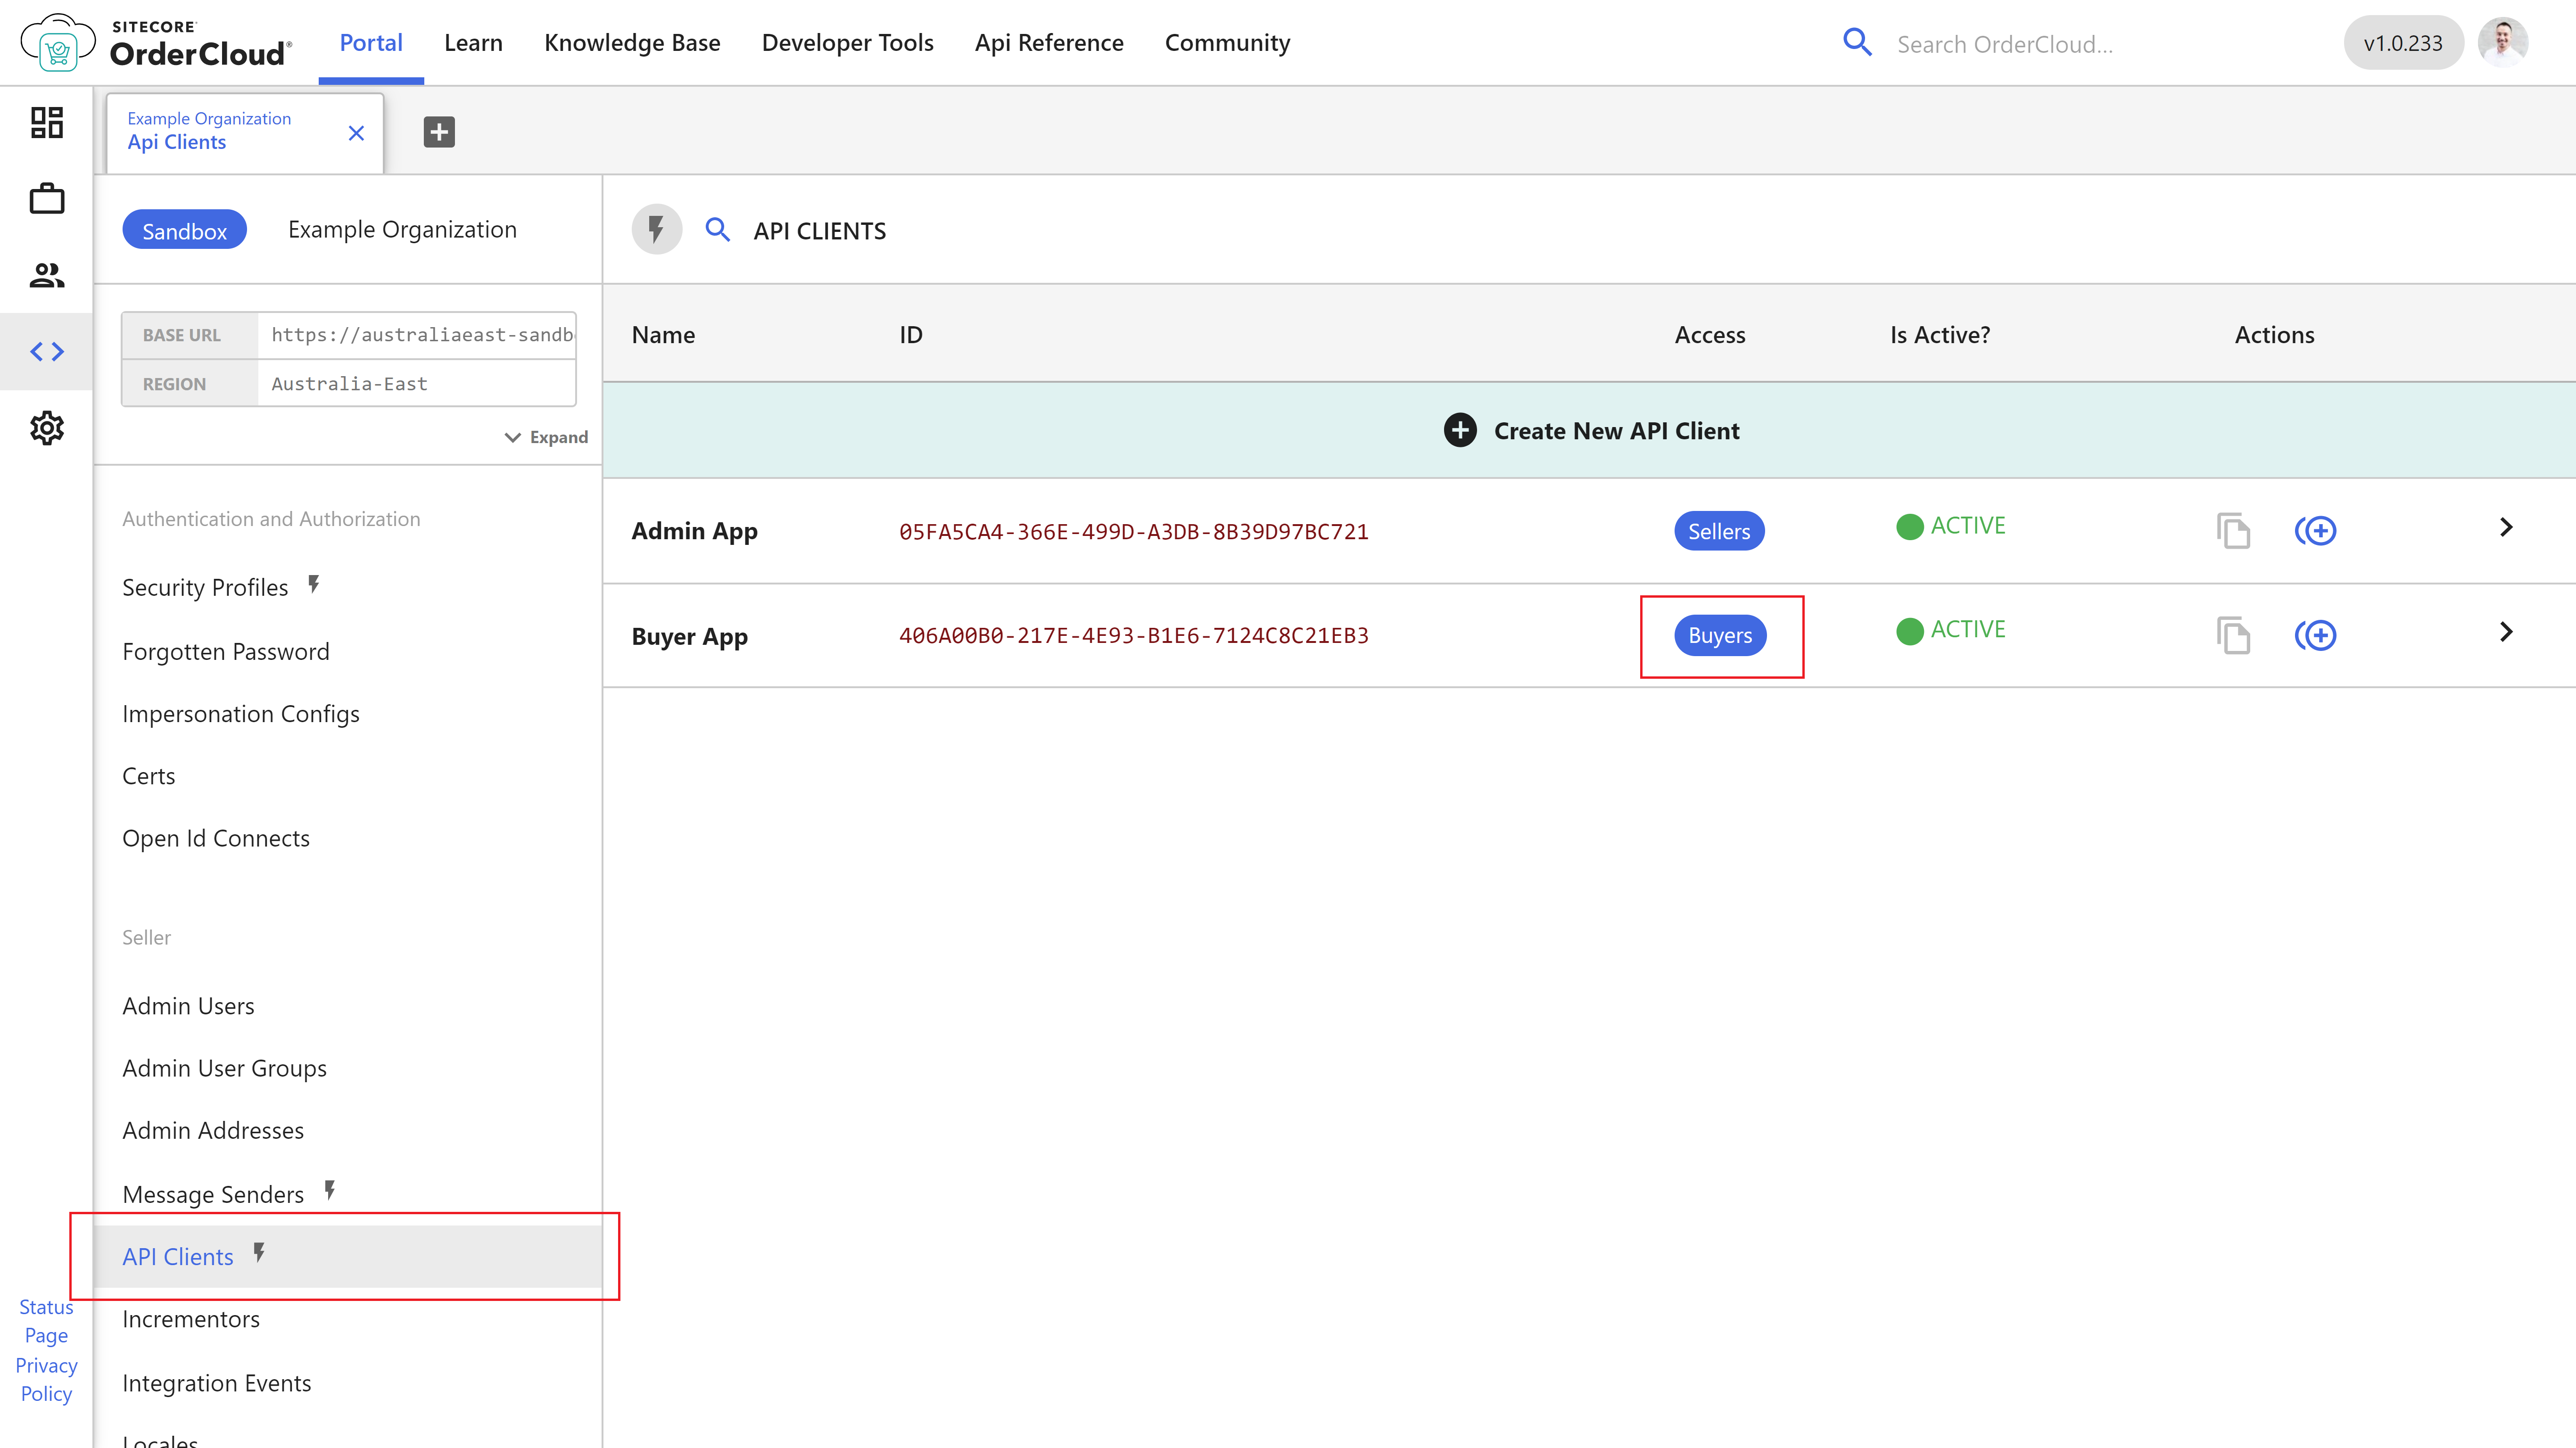 SITECORE
OrderCloud®
Portal
Learn
Knowledge Base
Developer Tools
Api Reference
Community
Search OrderCloud...
v1.0.233
Example Organization
Api Clients
Sandbox
Example Organization
API CLIENTS
BASE URL
https://australiaeast-sandb
REGION
Australia-East
Expand
Name
ID
Access
Is Active?
Actions
Create New API Client
Admin App
05FA5CA4-366E-499D-A3DB-8B39D97BC721
Sellers
ACTIVE
Buyer App
406A00B0-217E-4E93-B1E6-7124C8C21EB3
Buyers
ACTIVE
Authentication and Authorization
Security Profiles
Forgotten Password
Impersonation Configs
Certs
Open Id Connects
Seller
Admin Users
Admin User Groups
Admin Addresses
Message Senders
API Clients
Incrementors
Integration Events
Locales
Status
Page
Privacy
Policy